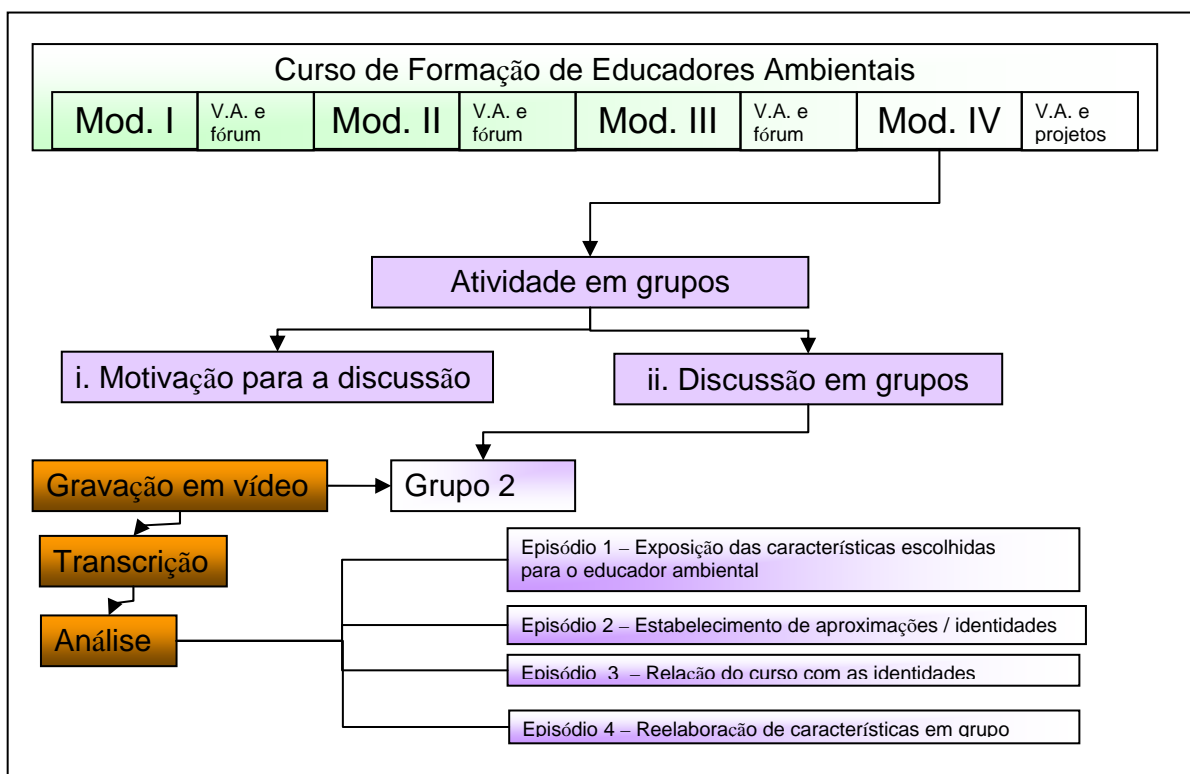 Curso de Formação de Educadores Ambientais
Mod. I
V.A. e
fórum
Mod. II
V.A. e
fórum
Mod. III
V.A. e
fórum
Mod. IV
V.A. e
projetos
Atividade em grupos
i. Motivação para a discussão
ii. Discussão em grupos
Gravação em vídeo
Grupo 2
Transcrição
Análise
Episódio 1 – Exposição das características escolhidas
para o educador ambiental
Episódio 2 – Estabelecimento de aproximações / identidades
Episódio 3 – Relação do curso com as identidades
Episódio 4 – Reelaboração de características em grupo